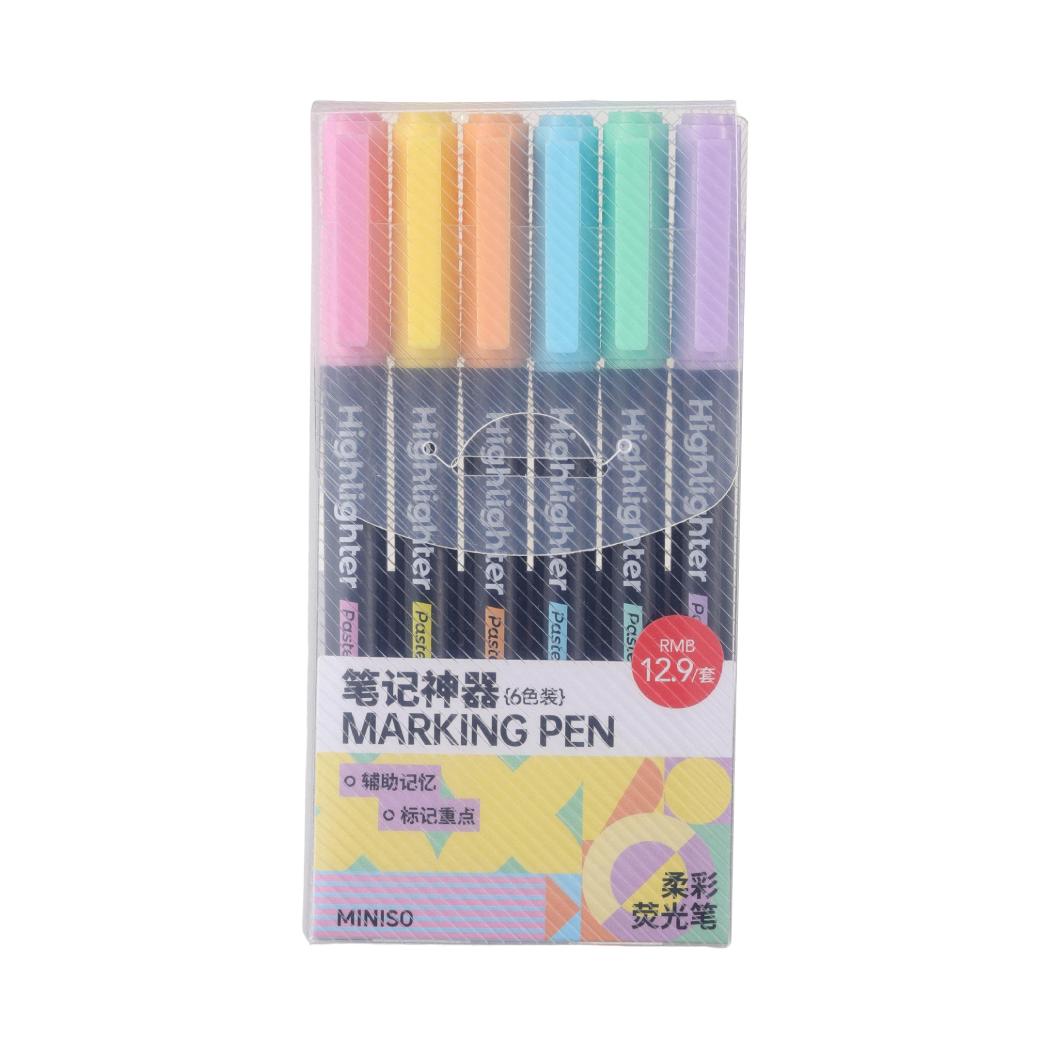 Highlighter
Highlighter
Highlighter
Highlighter
Highlighter
Highlighter
RMB
12.9/套
笔记神器{6色装}
MARKING PEN
辅助记忆
标记重点
柔彩
荧光笔
MINISO